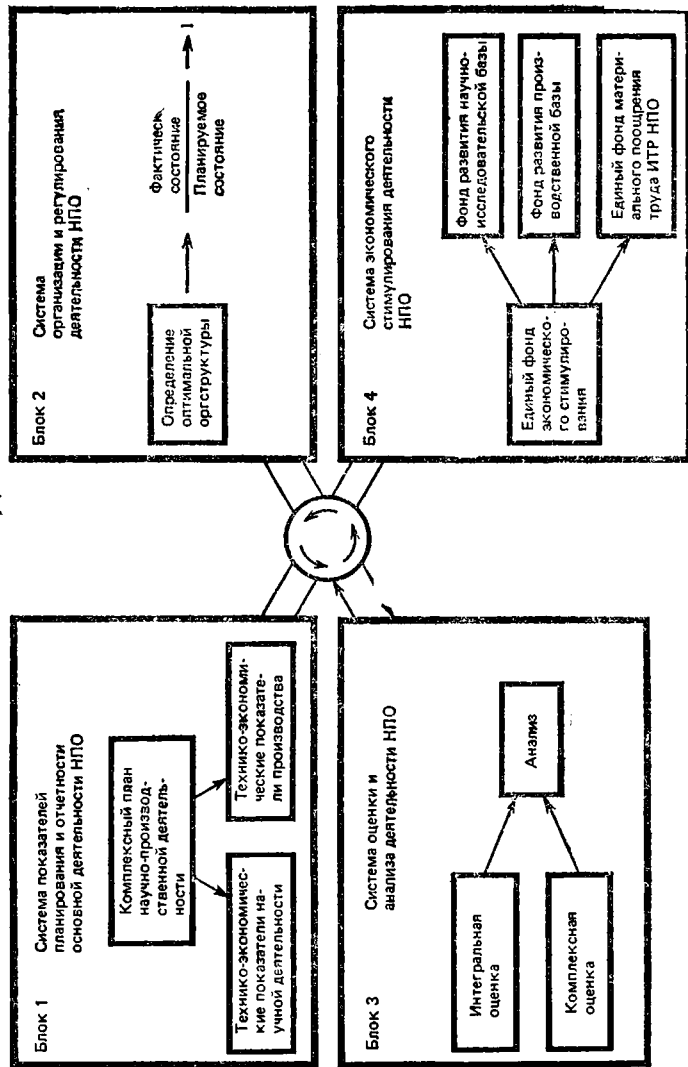 Блок 1
Система показателей
планирования и отчетности
основной деятельности НПО
Комплексный план
научно-производ-
ственной деятель-
ности
Технико-экономичес-
кие показатели на-
учной деятельности
Технико-экономи-
ческие показате-
ли производства
Блок 2
Система
организации и регулирования
деятельности НПО
Определение
оптимальной
оргструктуры
Фактическ
состояние
Планируемое
состояние
1
Блок 3
Система оценки и
анализа деятельности НПО
Интегральная
оценка
Комплексная
оценка
Анализ
Блок 4
Система экономического
стимулирования деятельности
НПО
Единый фонд
экономическо-
го стимулиро-
вания
Фонд развития научно-
исследовательской базы
Фонд развития произ-
водственной базы
Единый фонд матери-
ального поощрения
труда ИТР НПО